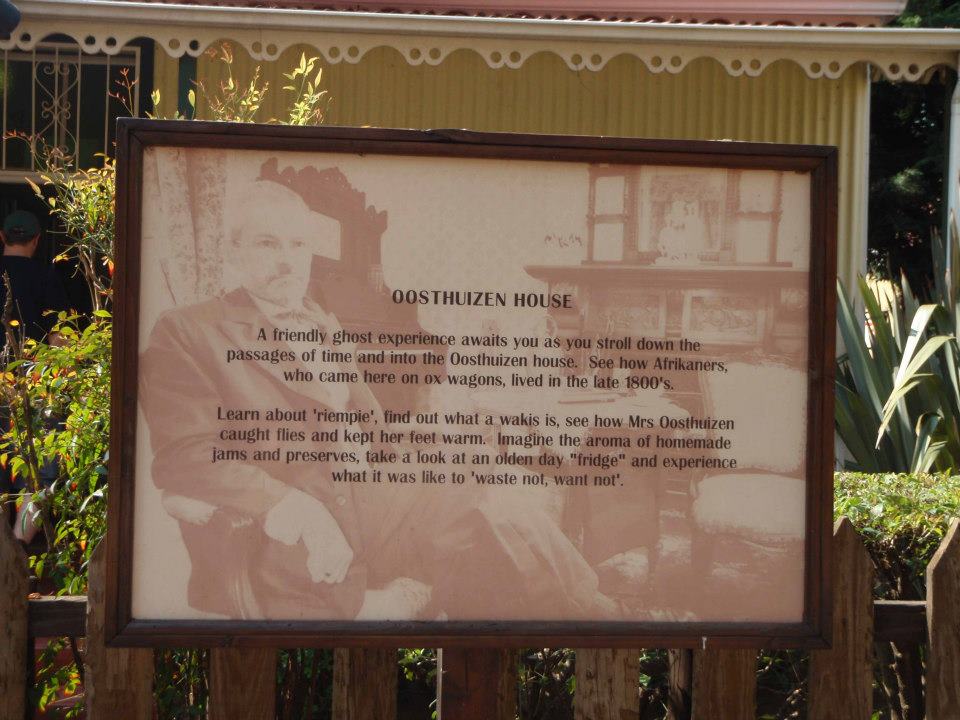 OOSTHUIZEN HOUSE
A friendly ghost experience awaits you as you stroll down the
passages of time and into the Oosthuizen house. See how Afrikaners,
who came here on ox wagons, lived in the late 1800's.
Learn about 'riempie', find out what a wakis is, see how Mrs Oosthuizen
caught flies and kept her feet warm. Imagine the aroma of homemade
jams and preserves, take a look at an olden day "fridge" and experience
what it was like to 'waste not, want not'.